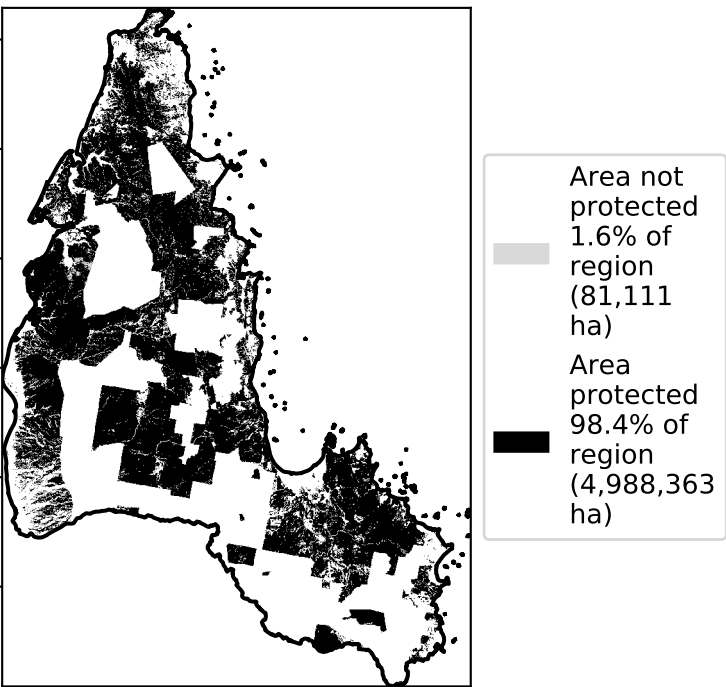 Area not
protected
1.6% of
region
(81,111
ha)
Area
protected
98.4% of
region
(4,988,363
ha)